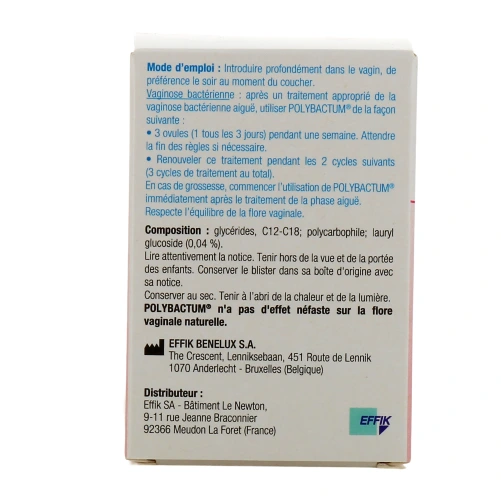 Mode d'emploi : Introduire profondément dans le vagin, de
préférence le soir au moment du coucher.
Vaginose bactérienne : après un traitement approprié de la
vaginose bactérienne aiguë, utiliser POLYBACTUM® de la façon
suivante :
• 3 ovules (1 tous les 3 jours) pendant une semaine. Attendre
la fin des règles si nécessaire.
• Renouveler ce traitement pendant les 2 cycles suivants
(3 cycles de traitement au total).
En cas de grossesse, commencer l'utilisation de POLYBACTUM®
immédiatement après le traitement de la phase aiguë.
Respecte l'équilibre de la flore vaginale.
Composition : glycérides, C12-C18; polycarbophile; lauryl
glucoside (0,04 %).
Lire attentivement la notice. Tenir hors de la vue et de la portée
des enfants. Conserver le blister dans sa boîte d'origine avec
sa notice.
Conserver au sec. Tenir à l'abri de la chaleur et de la lumière.
POLYBACTUM® n'a pas d'effet néfaste sur la flore
vaginale naturelle.
EFFIK BENELUX S.A.
The Crescent, Lenniksebaan, 451 Route de Lennik
1070 Anderlecht - Bruxelles (Belgique)
Distributeur :
Effik SA - Bâtiment Le Newton,
9-11 rue Jeanne Braconnier
92366 Meudon La Foret (France)
EFFIK